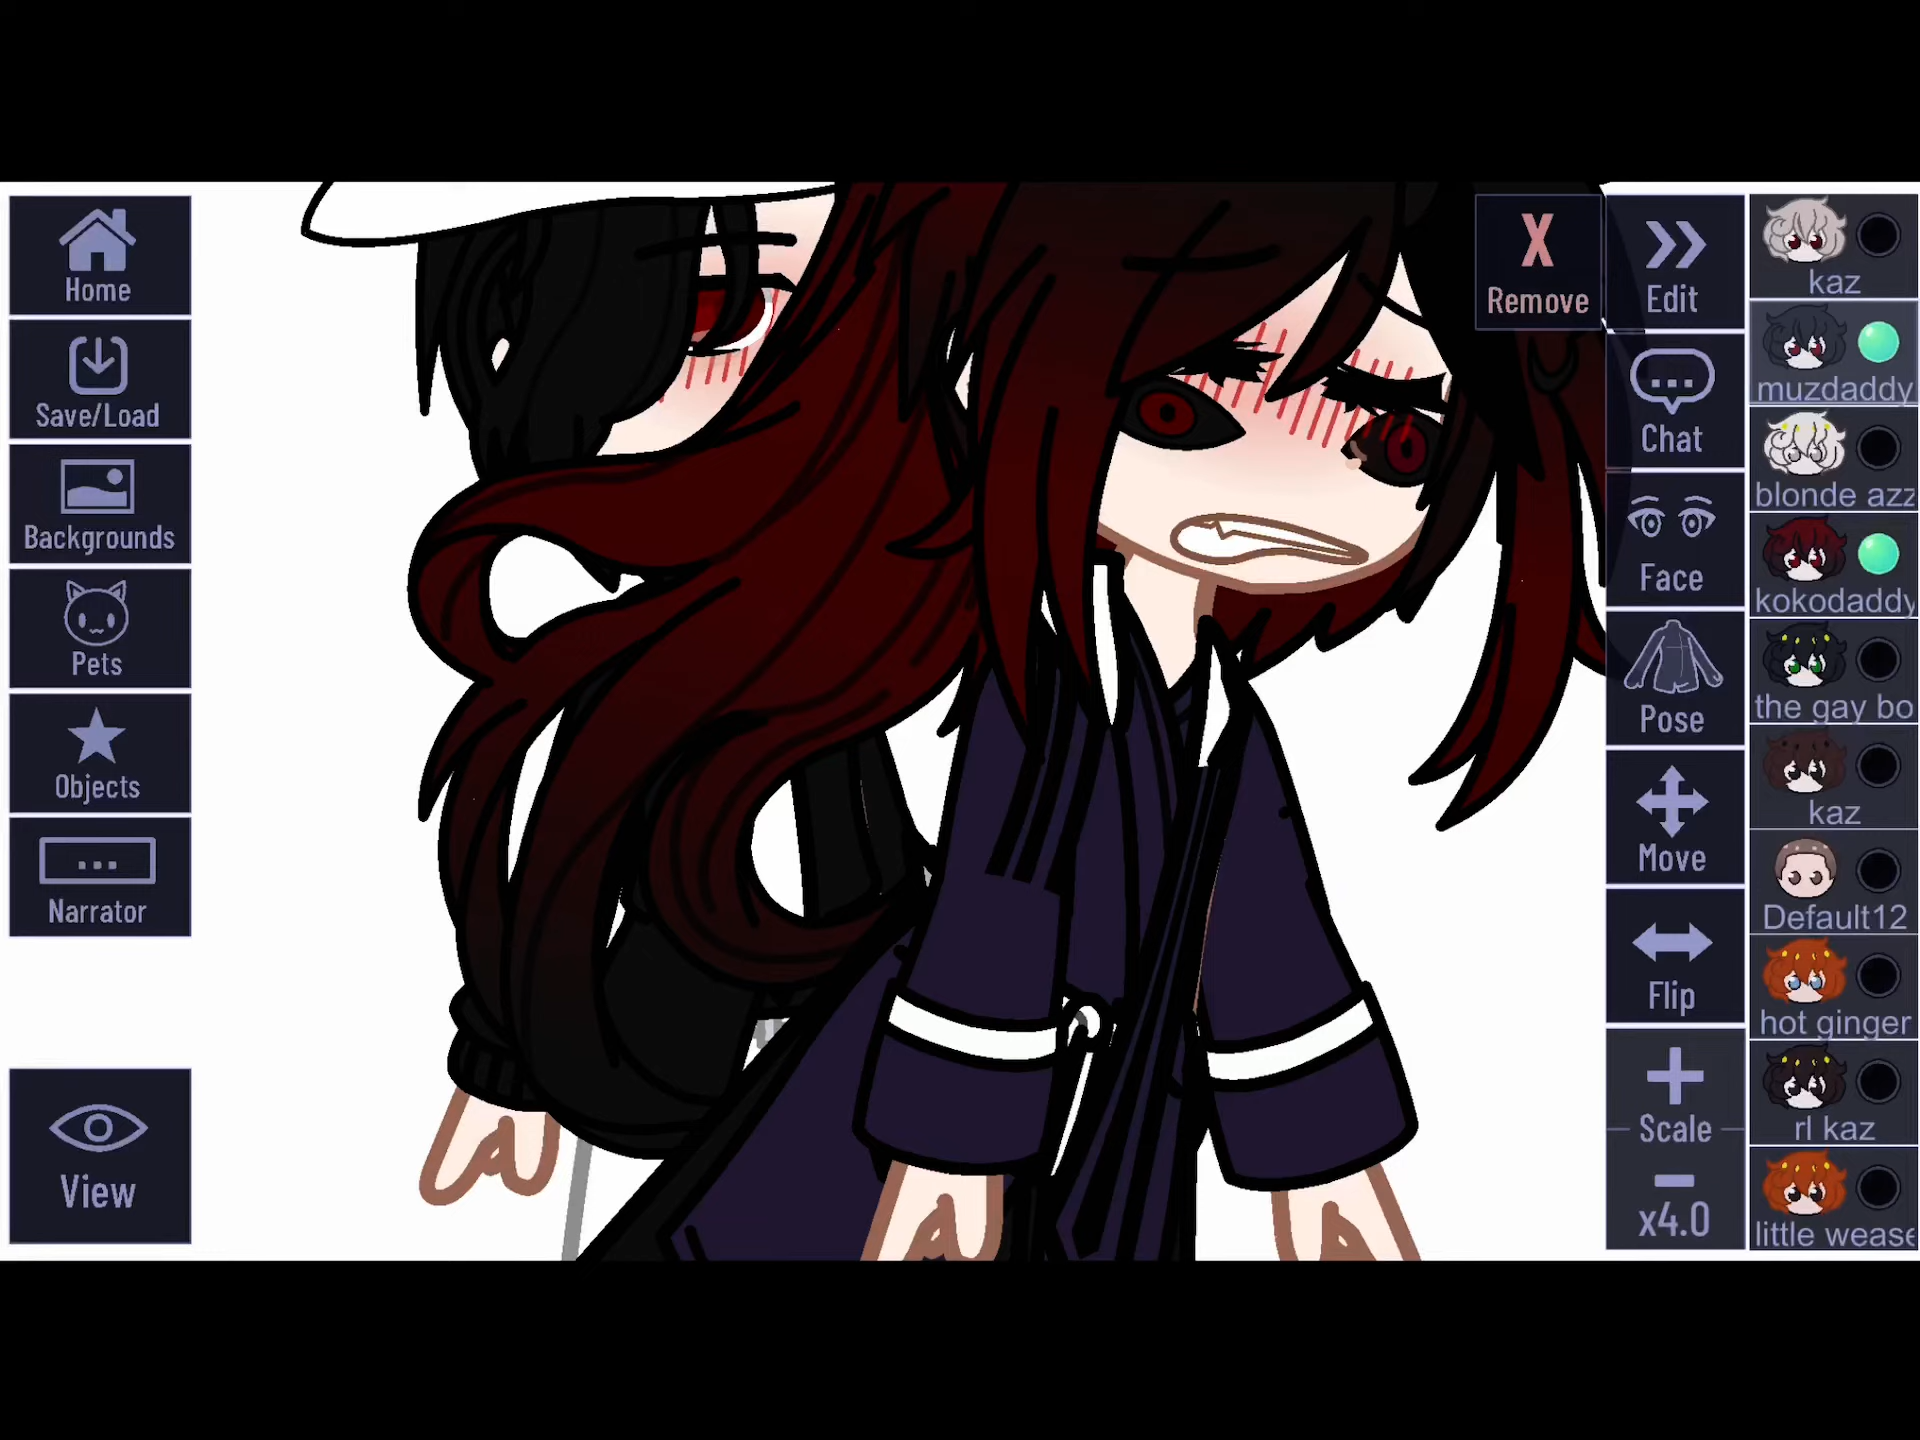 Home
Save/Load
Backgrounds
Pets
Objects
...
Narrator
View
X
Remove
Edit
Chat
Face
Pose
Move
Flip
Scale
x4.0
kaz
muzdaddy
blonde azz
kokodaddy
the gay bo
kaz
Default12
hot ginger
rl kaz
little wease